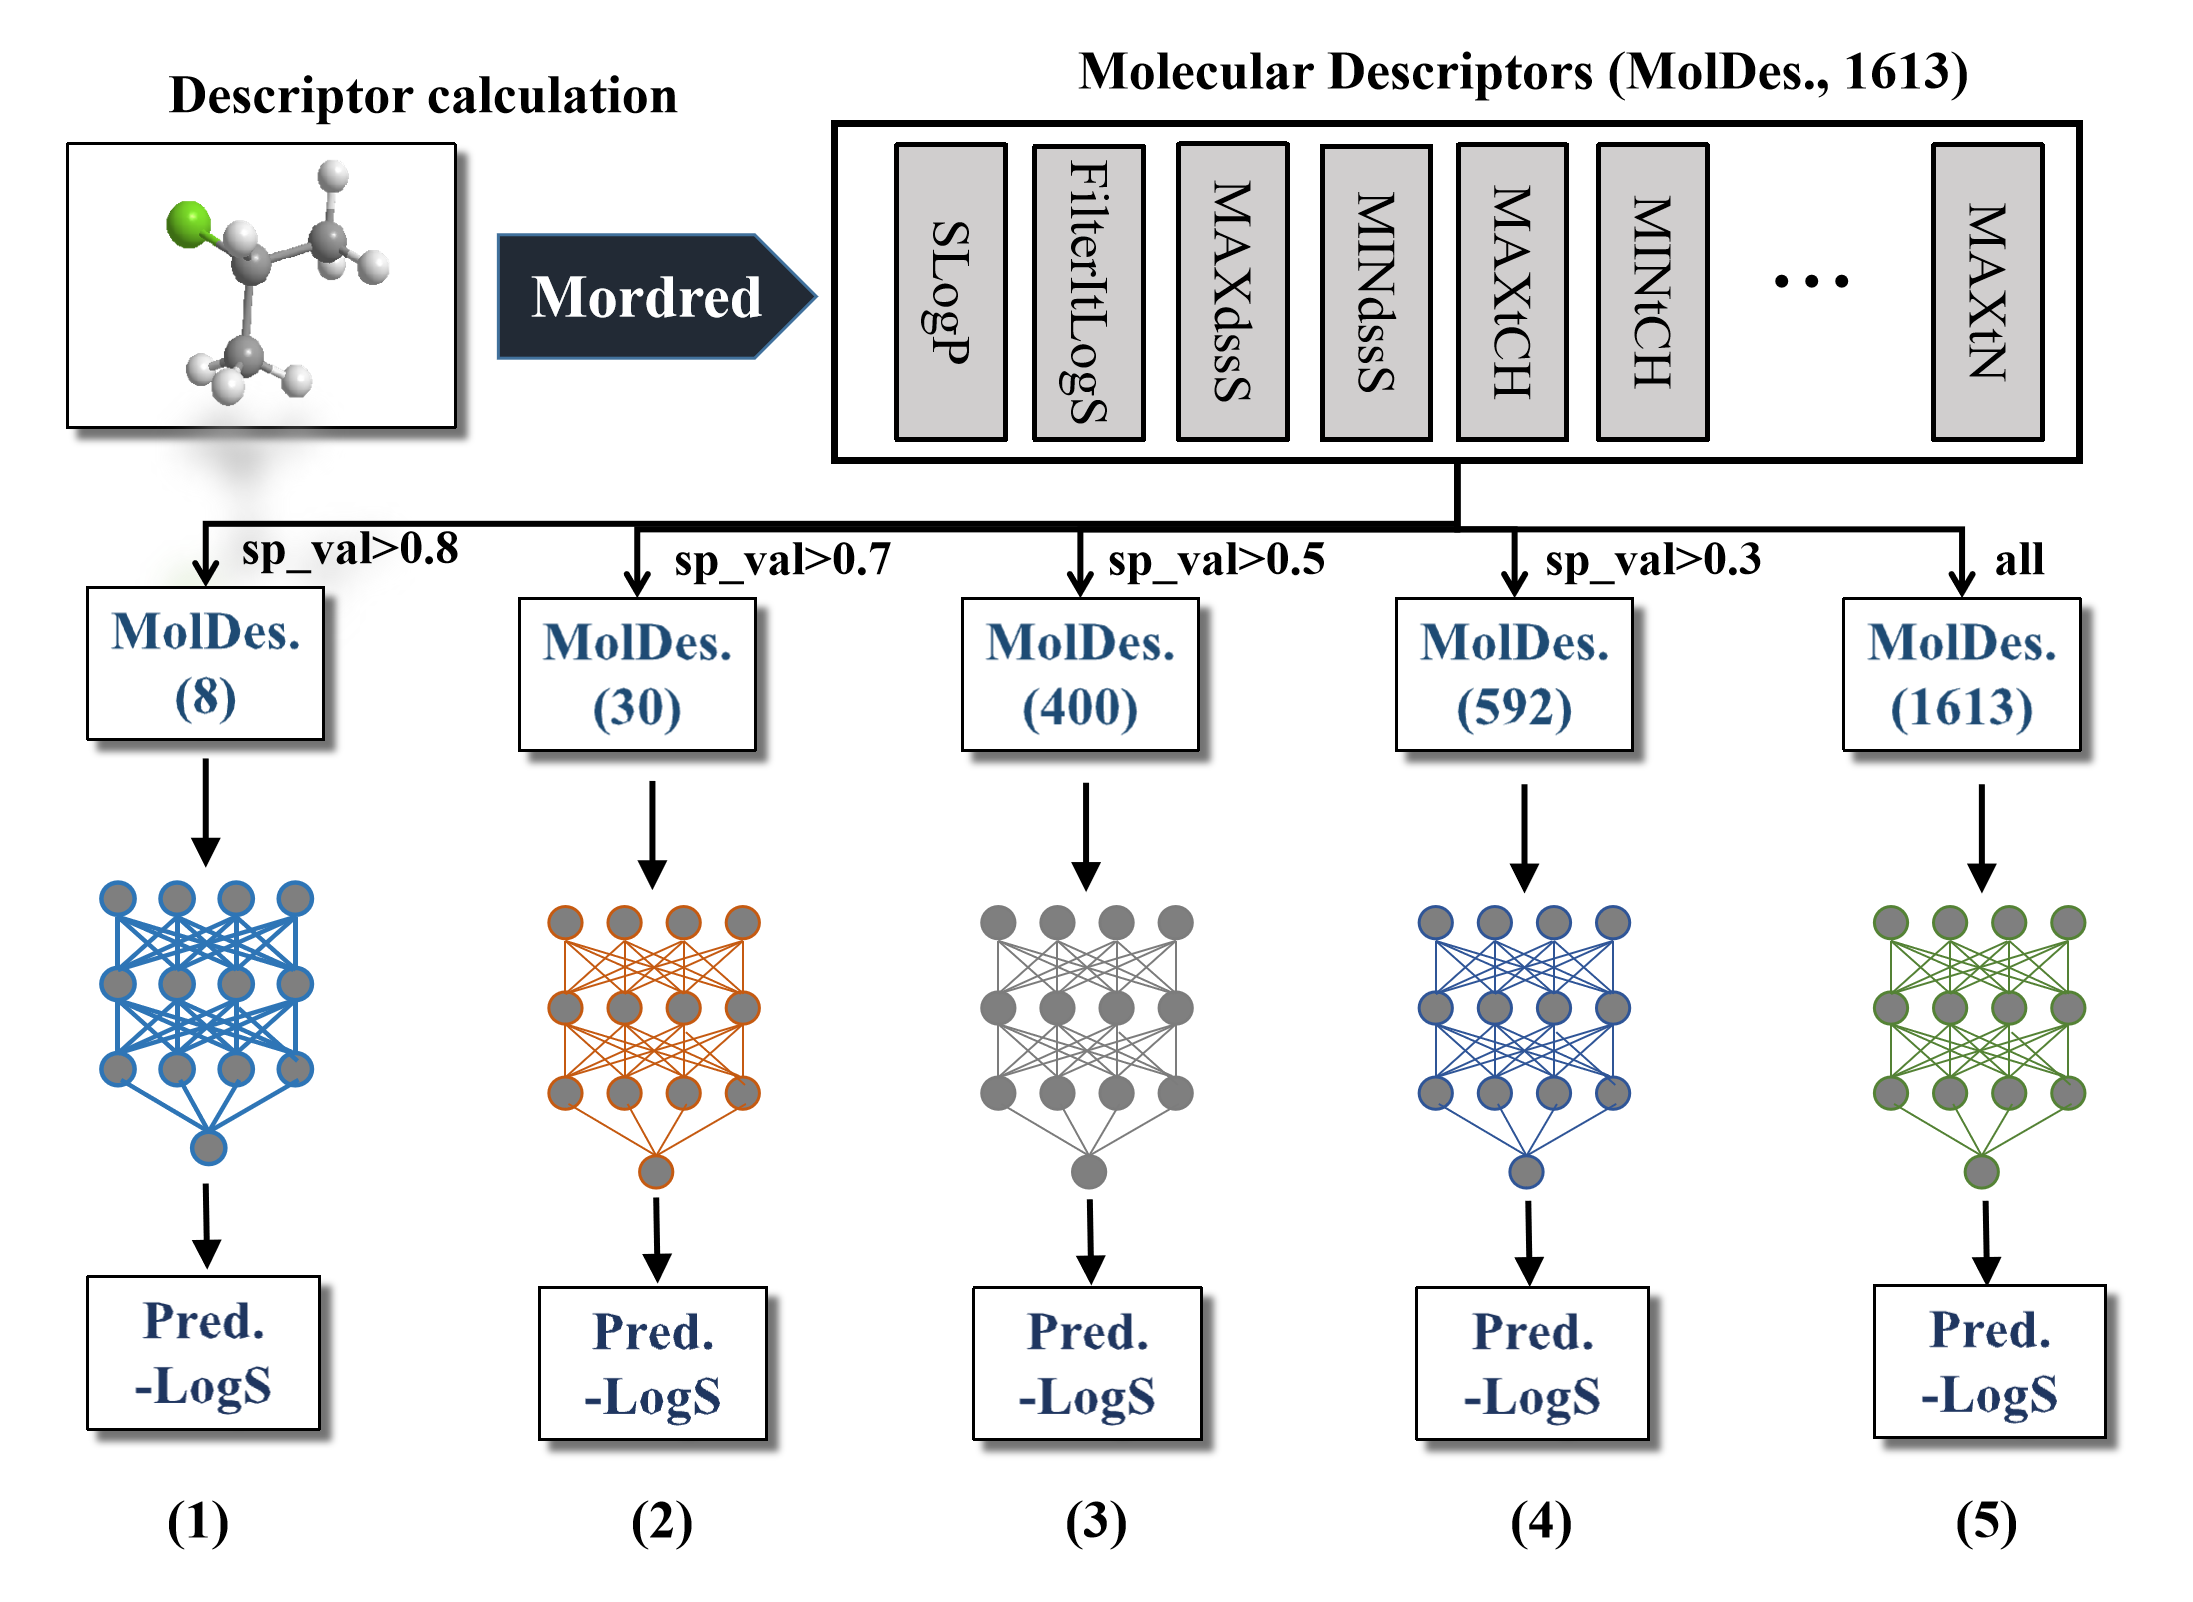 Descriptor calculation
Molecular Descriptors (MolDes., 1613)
Mordred
SLogP
FilterItLogS
MAXdssS
MINdssS
MAXtCH
MINtCH
...
MAXtN
sp_val>0.8
sp_val>0.7
sp_val>0.5
sp_val>0.3
all
MolDes.
(8)
MolDes.
(30)
MolDes.
(400)
MolDes.
(592)
MolDes.
(1613)
Pred.
-LogS
Pred.
-LogS
Pred.
-LogS
Pred.
-LogS
Pred.
-LogS
(1)
(2)
(3)
(4)
(5)